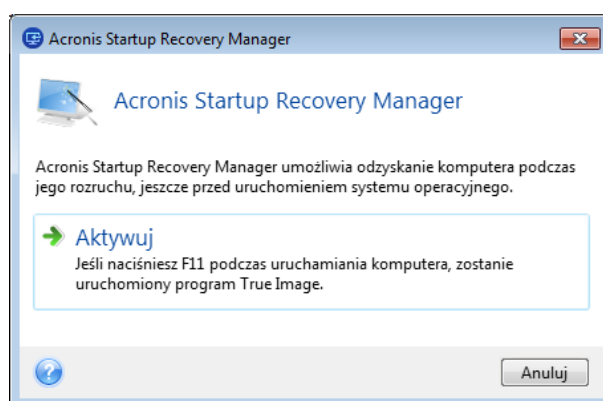 Acronis Startup Recovery Manager
Acronis Startup Recovery Manager
Acronis Startup Recovery Manager umożliwia odzyskanie komputera podczas
jego rozruchu, jeszcze przed uruchomieniem systemu operacyjnego.
Aktywuj
Jeśli naciśniesz F11 podczas uruchamiania komputera, zostanie
uruchomiony program True Image.
Anuluj